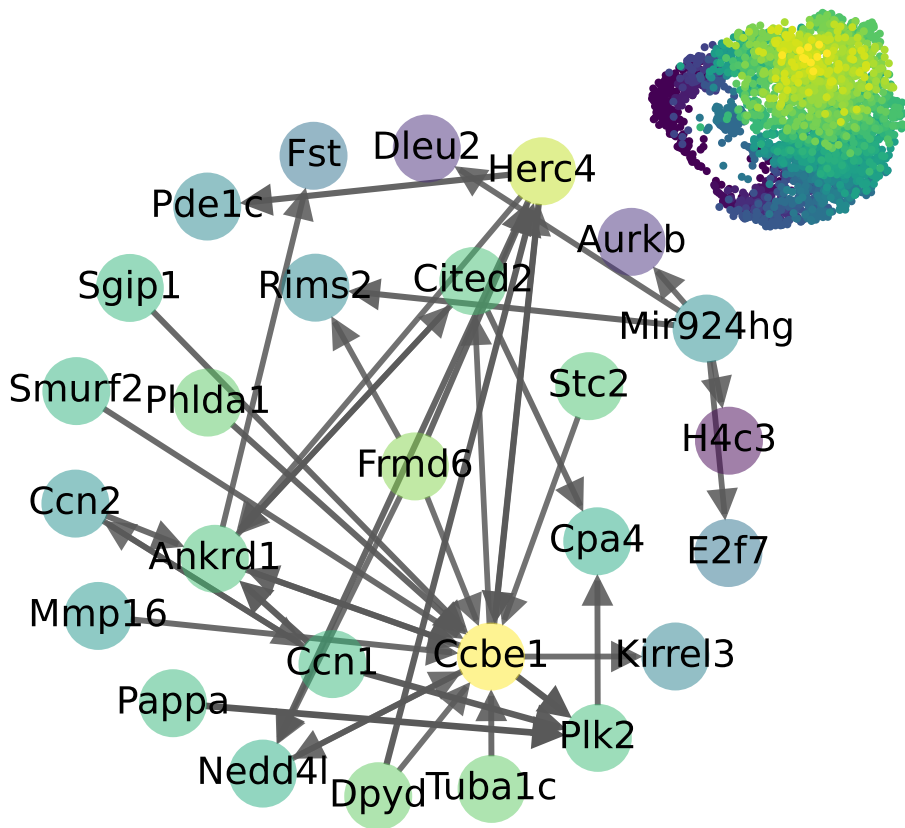 Fst
Dleu2
Herc4
Pde1c
Aurkb
Sgip1
Rims2
Cited2
Mir924hg
Smurf2
Phlda1
Stc2
H4c3
Frmd6
Ccn2
Ankrd1
Cpa4
E2f7
Mmp16
Ccn1
Ccbe1
Kirrel3
Pappa
Plk2
Nedd4l
Dpyd
Tuba1c